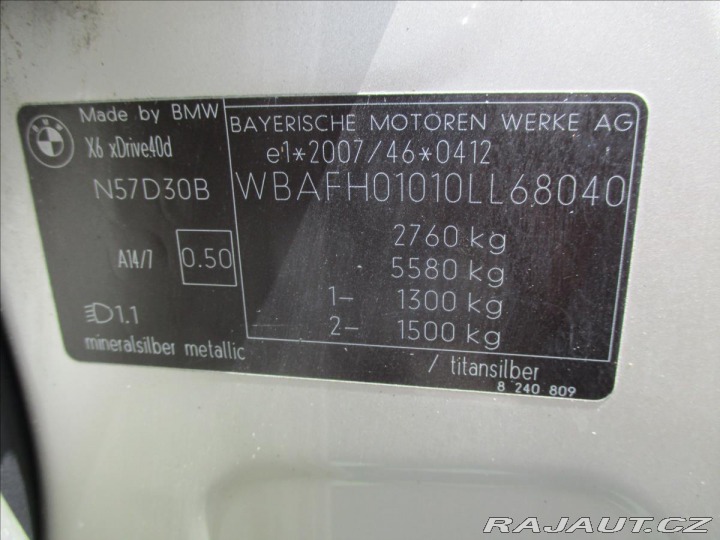 BMW
Made by BMW
X6 xDrive40d
N57D30B
A14/7 0.50
1.1
mineralsilber metallic
BAYERISCHE MOTOREN WERKE AG
e1*2007/46*0412
WBAFH01010LL68040
2760 kg
5580 kg
1- 1300 kg
2- 1500 kg
/ titansilber
8 240 809
RAJAUT.CZ